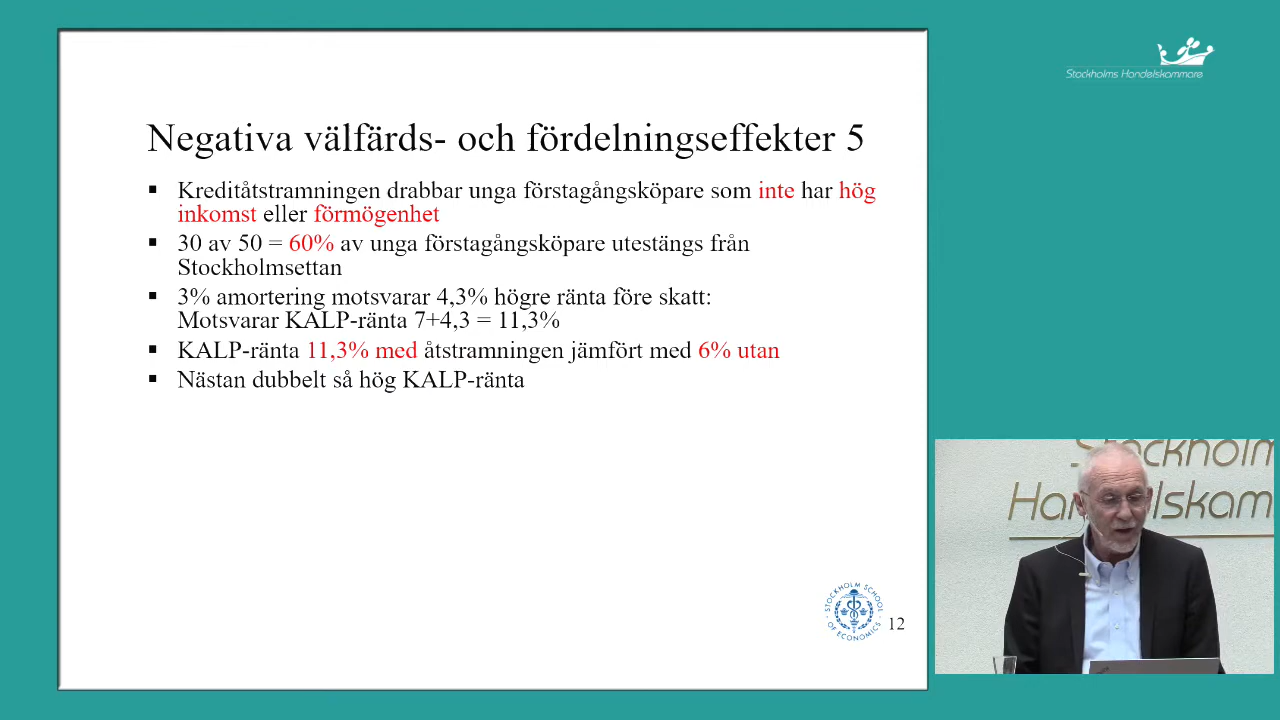 Stockholms Handelskammare
Negativa välfärds- och fördelningseffekter 5
▪ Kreditåtstramningen drabbar unga förstagångsköpare som inte har hög
inkomst eller förmögenhet
▪ 30 av 50 = 60% av unga förstagångsköpare utestängs från
Stockholmsettan
▪ 3% amortering motsvarar 4,3% högre ränta före skatt:
Motsvarar KALP-ränta 7+4,3 = 11,3%
▪ KALP-ränta 11,3% med åtstramningen jämfört med 6% utan
▪ Nästan dubbelt så hög KALP-ränta
Stockholm
Handelskam
STOCKHOLM SCHOOL
OF ECONOMICS
12